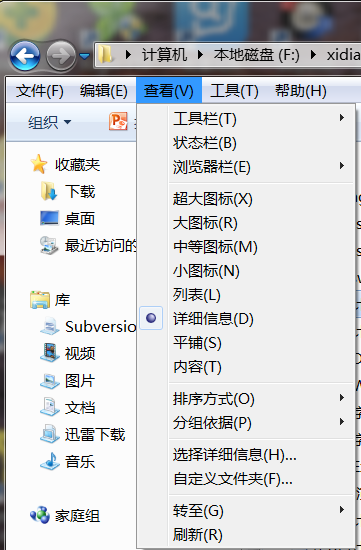 计算机 本地磁盘 (F:) xidia
文件(F) 编辑(E) 查看(V) 工具(T) 帮助(H)
组织
工具栏(T)
状态栏(B)
浏览器栏(E)
超大图标(X)
大图标(R)
中等图标(M)
小图标(N)
列表(L)
详细信息(D)
平铺(S)
内容(T)
排序方式(O)
分组依据(P)
选择详细信息(H)...
自定义文件夹(F)...
转至(G)
刷新(R)
收藏夹
下载
桌面
最近访问的
库
Subversio
视频
图片
文档
迅雷下载
音乐
家庭组